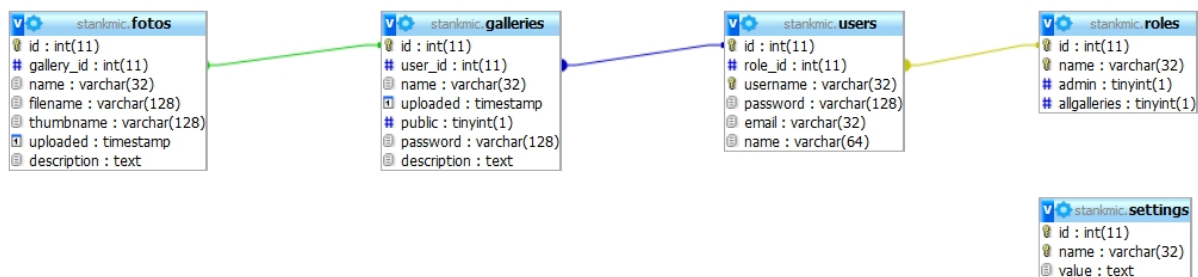 stankmic.fotos
id : int(11)
gallery_id : int(11)
name : varchar(32)
filename : varchar(128)
thumbname : varchar(128)
uploaded : timestamp
description : text
stankmic.galleries
id : int(11)
user_id : int(11)
name : varchar(32)
uploaded : timestamp
public : tinyint(1)
password : varchar(128)
description : text
stankmic.users
id : int(11)
role_id : int(11)
username : varchar(32)
password : varchar(128)
email : varchar(32)
name : varchar(64)
stankmic.roles
id : int(11)
name : varchar(32)
admin : tinyint(1)
allgalleries : tinyint(1)
stankmic.settings
id : int(11)
name : varchar(32)
value : text